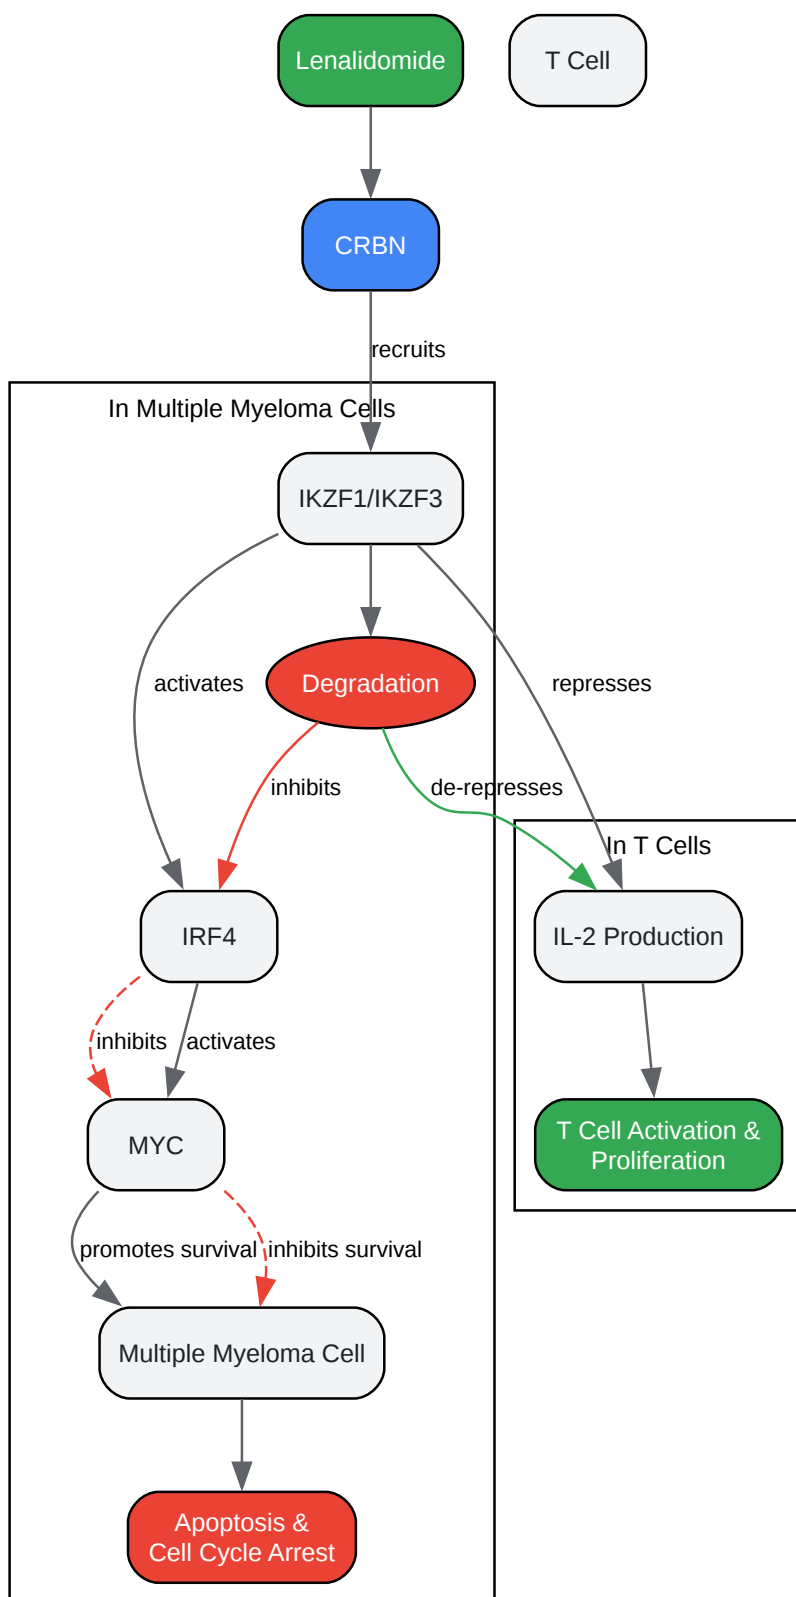 Lenalidomide
T Cell
CRBN
recruits
In Multiple Myeloma Cells
IKZF1/IKZF3
activates
Degradation
represses
inhibits
de-represses
In T Cells
IRF4
IL-2 Production
inhibits
activates
MYC
T Cell Activation &
Proliferation
promotes survival
inhibits survival
Multiple Myeloma Cell
Apoptosis &
Cell Cycle Arrest